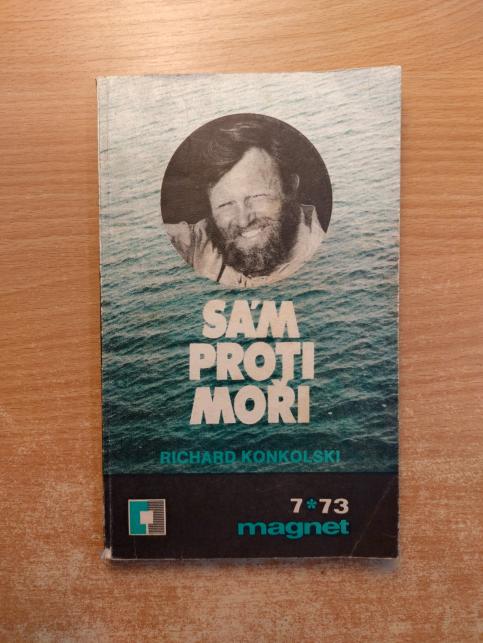 SÁM
PROTI
MOŘI
RICHARD KONKOLSKI
7*73
magnet